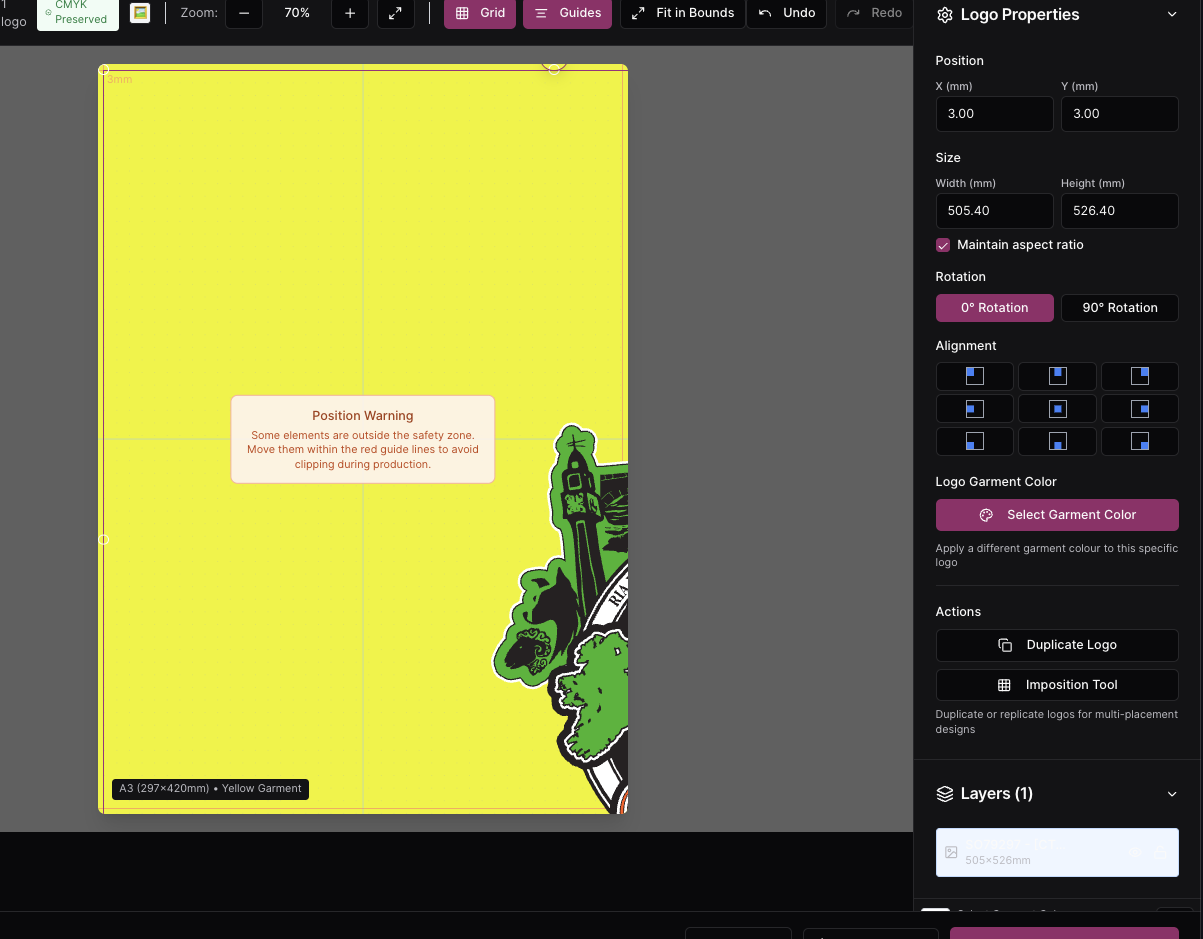 1
logo
CMYK
Preserved
Zoom:
70%
Grid
Guides
Fit in Bounds
Undo
Redo
Logo Properties
Position
X (mm)
Y (mm)
3.00
3.00
Size
Width (mm)
Height (mm)
505.40
526.40
Maintain aspect ratio
Rotation
0° Rotation
90° Rotation
Alignment
Logo Garment Color
Select Garment Color
Apply a different garment colour to this specific
logo
Actions
Duplicate Logo
Imposition Tool
Duplicate or replicate logos for multi-placement
designs
Layers (1)
505×526mm
3mm
Position Warning
Some elements are outside the safety zone.
Move them within the red guide lines to avoid
clipping during production.
RIA
A3 (297×420mm) • Yellow Garment